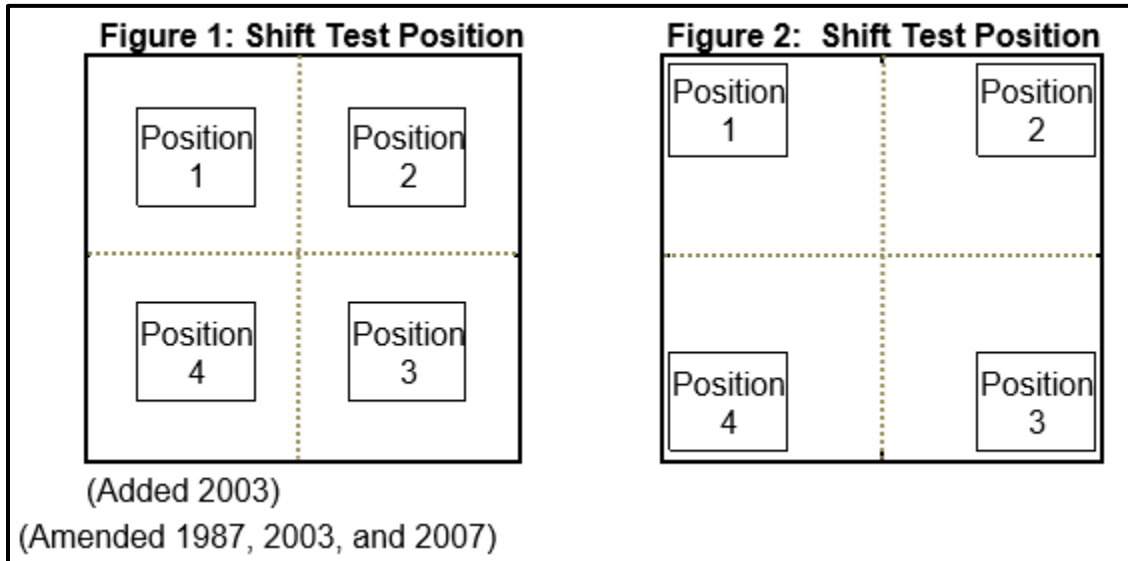 Figure 1: Shift Test Position
Position
1
Position
2
Position
4
Position
3
Figure 2: Shift Test Position
Position
1
Position
2
Position
4
Position
3
(Added 2003)
(Amended 1987, 2003, and 2007)